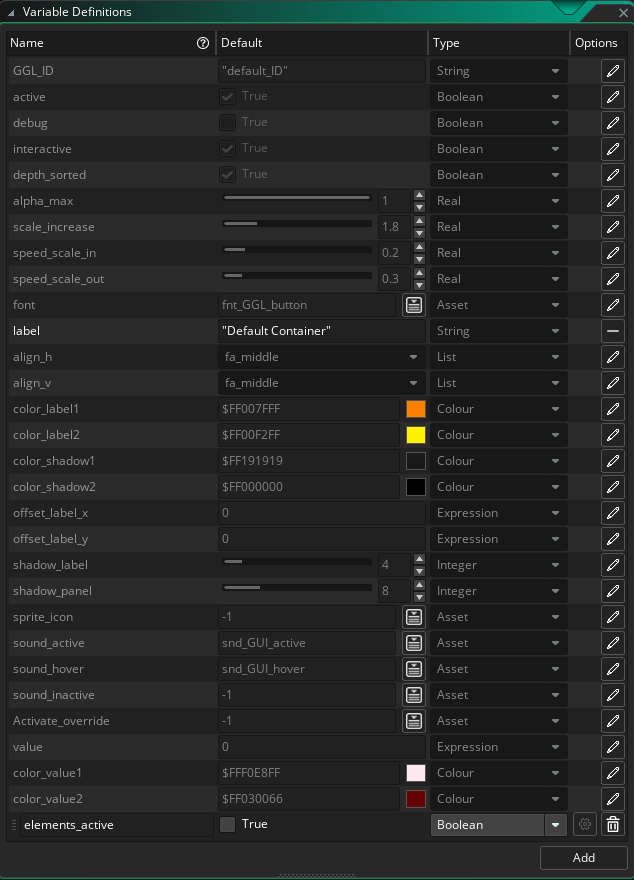 Variable Definitions
Name Default Type Options
GGL_ID "default_ID" String
active True Boolean
debug True Boolean
interactive True Boolean
depth_sorted True Boolean
alpha_max 1 Real
scale_increase 1.8 Real
speed_scale_in 0.2 Real
speed_scale_out 0.3 Real
font fnt_GGL_button Asset
label "Default Container" String
align_h fa_middle List
align_v fa_middle List
color_label1 $FF007FFF Colour
color_label2 $FF00F2FF Colour
color_shadow1 $FF191919 Colour
color_shadow2 $FF000000 Colour
offset_label_x 0 Expression
offset_label_y 0 Expression
shadow_label 4 Integer
shadow_panel 8 Integer
sprite_icon -1 Asset
sound_active snd_GUI_active Asset
sound_hover snd_GUI_hover Asset
sound_inactive -1 Asset
Activate_override -1 Asset
value 0 Expression
color_value1 $FFF0E8FF Colour
color_value2 $FF030066 Colour
elements_active True Boolean
Add